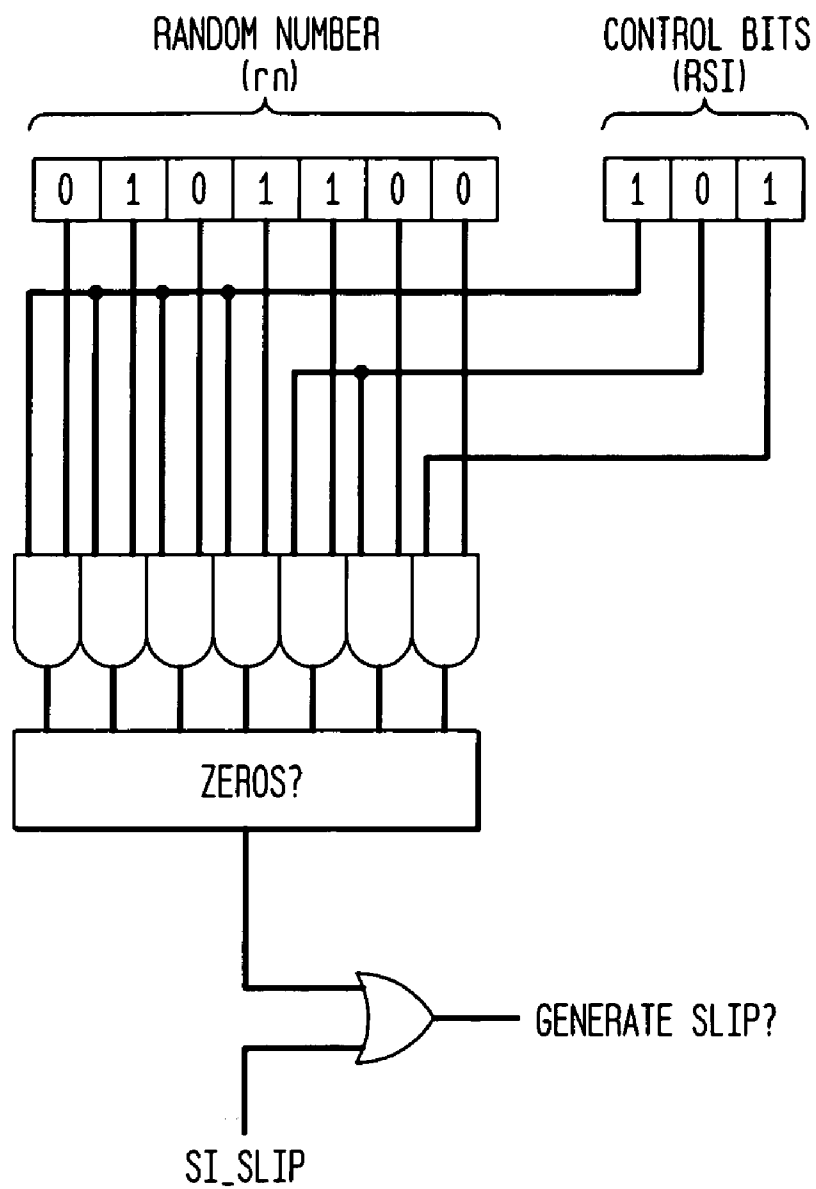 RANDOM NUMBER
(rn)
CONTROL BITS
(RSI)
0 1 0 1 1 0 0
1 0 1
ZEROS?
GENERATE SLIP?
SI_SLIP